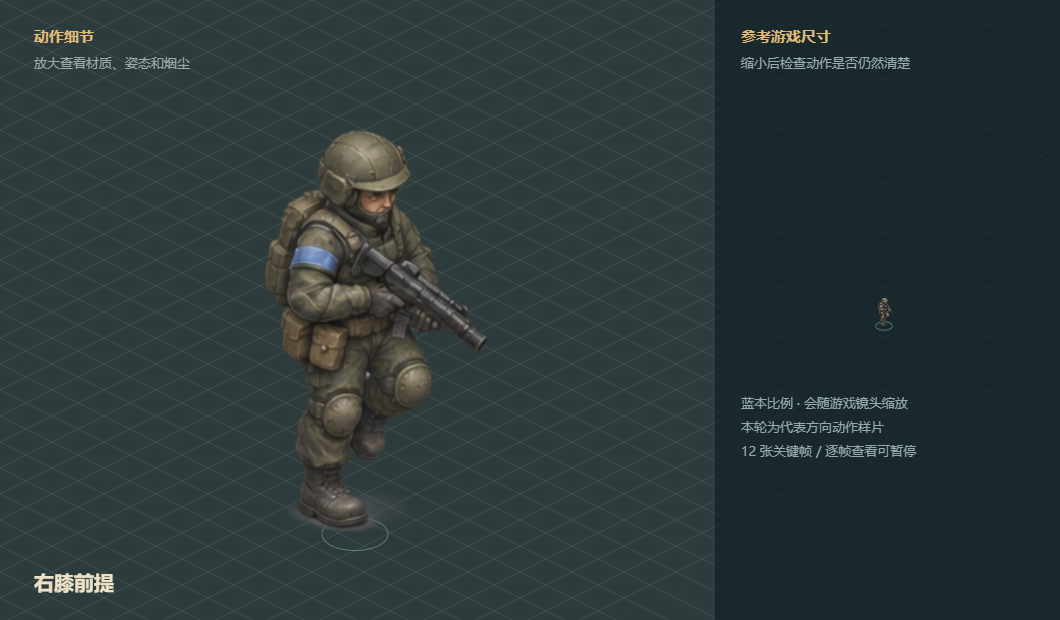 动作细节
放大查看材质、姿态和烟尘
右膝前提
参考游戏尺寸
缩小后检查动作是否仍然清楚
蓝本比例 · 会随游戏镜头缩放
本轮为代表方向动作样片
12 张关键帧 / 逐帧查看可暂停